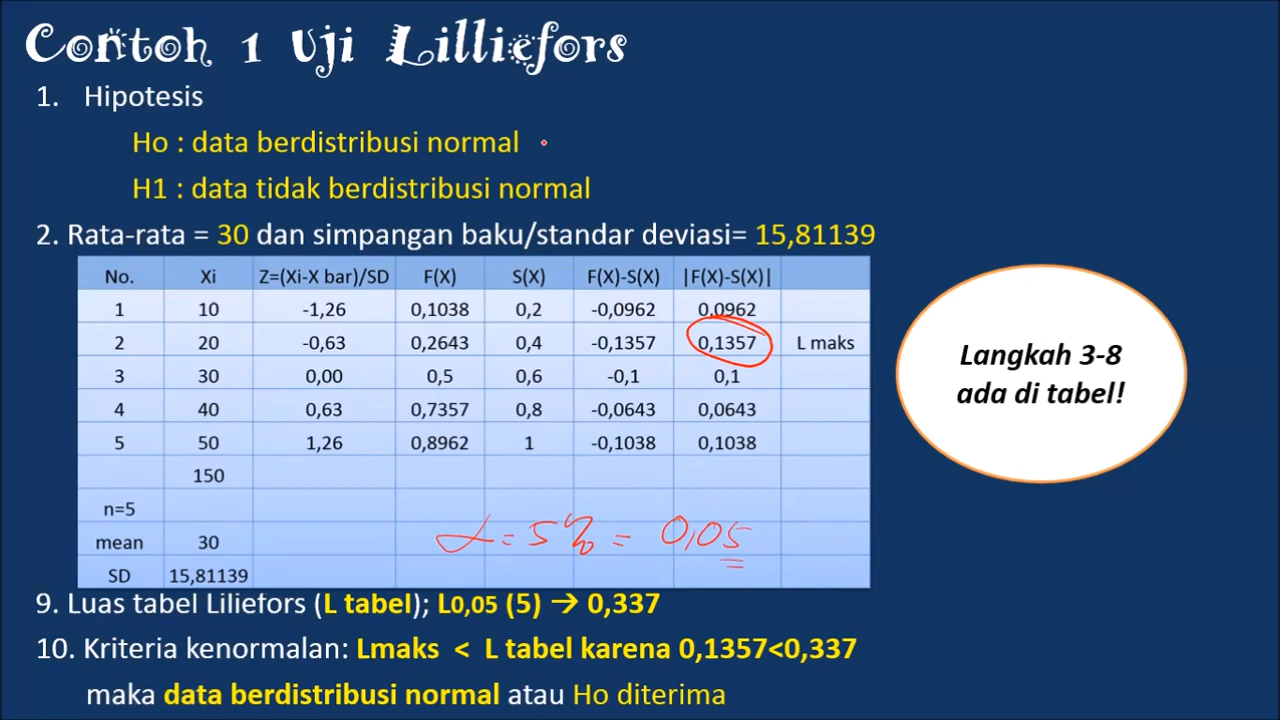 Contoh 1 Uji Lilliefors
1. Hipotesis
Ho : data berdistribusi normal
H1 : data tidak berdistribusi normal
2. Rata-rata = 30 dan simpangan baku/standar deviasi= 15,81139
No. Xi Z=(Xi-X bar)/SD F(X) S(X) F(X)-S(X) |F(X)-S(X)|
1 10 -1,26 0,1038 0,2 -0,0962 0,0962
2 20 -0,63 0,2643 0,4 -0,1357 0,1357 L maks
3 30 0,00 0,5 0,6 -0,1 0,1
4 40 0,63 0,7357 0,8 -0,0643 0,0643
5 50 1,26 0,8962 1 -0,1038 0,1038
150
n=5
mean 30
α = 5% = 0,05
SD 15,81139
Langkah 3-8
ada di tabel!
9. Luas tabel Liliefors (L tabel); L0,05 (5) → 0,337
10. Kriteria kenormalan: Lmaks < L tabel karena 0,1357<0,337
maka data berdistribusi normal atau Ho diterima